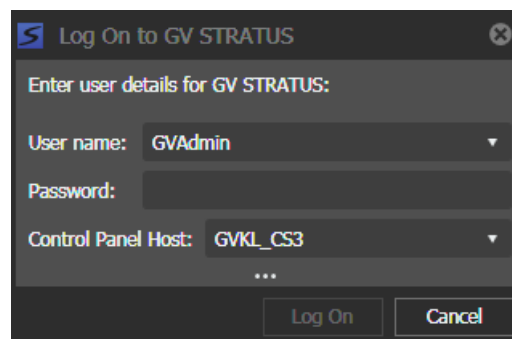 Log On to GV STRATUS
Enter user details for GV STRATUS:
User name: GVAdmin
Password:
Control Panel Host: GVKL_CS3
...
Log On Cancel